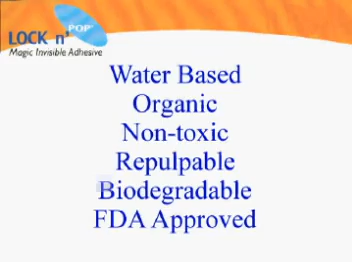 LOCK n' POP
Magic Invisible Adhesive
Water Based
Organic
Non-toxic
Repulpable
Biodegradable
FDA Approved